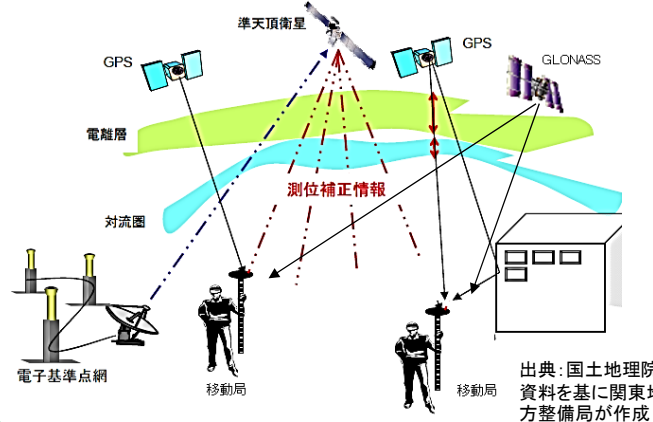 準天頂衛星
GPS
GPS
GLONASS
電離層
測位補正情報
対流圏
電子基準点網
移動局
移動局
出典：国土地理院
資料を基に関東地
方整備局が作成